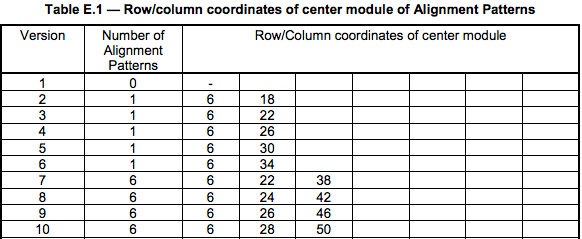 Table E.1 — Row/column coordinates of center module of Alignment Patterns
Version Number of Alignment Patterns Row/Column coordinates of center module
1 0 -
2 1 6 18
3 1 6 22
4 1 6 26
5 1 6 30
6 1 6 34
7 6 6 22 38
8 6 6 24 42
9 6 6 26 46
10 6 6 28 50